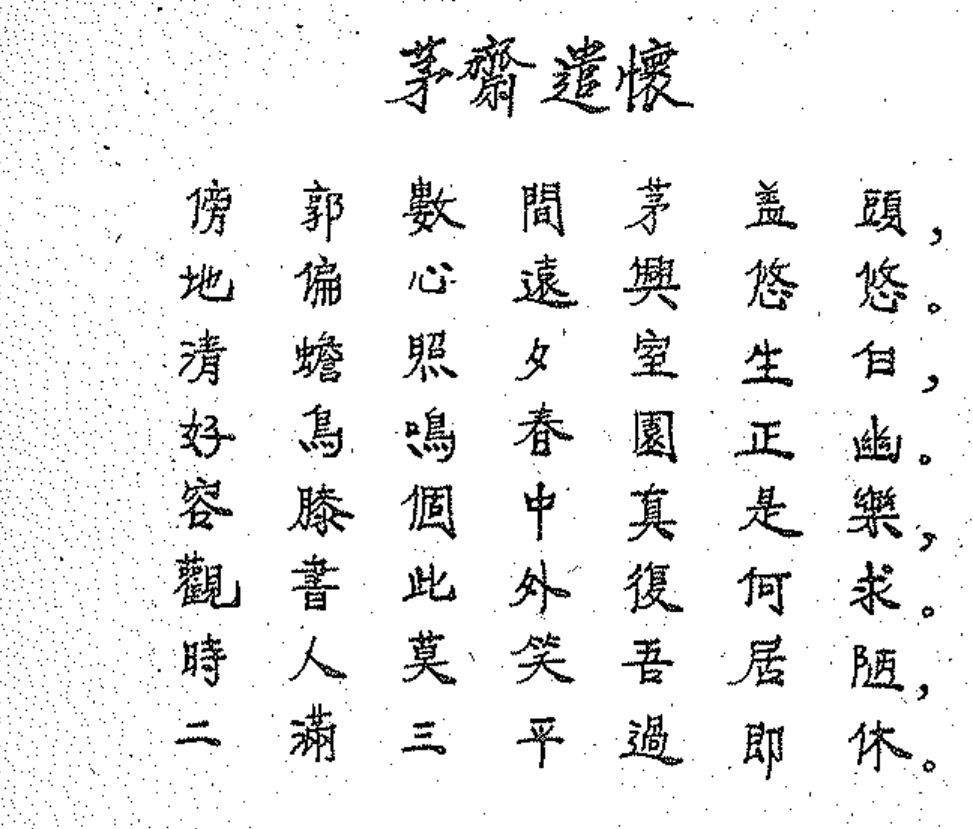 茅齋遣懷
傍郭數間茅盖頭，
地偏心遠興悠悠。
清蟾照夕室生白，
好鳥鳴春園正幽。
容膝個中真是樂，
觀書此外復何求。
時人莫笑吾居陋，
二滿三平過即休。